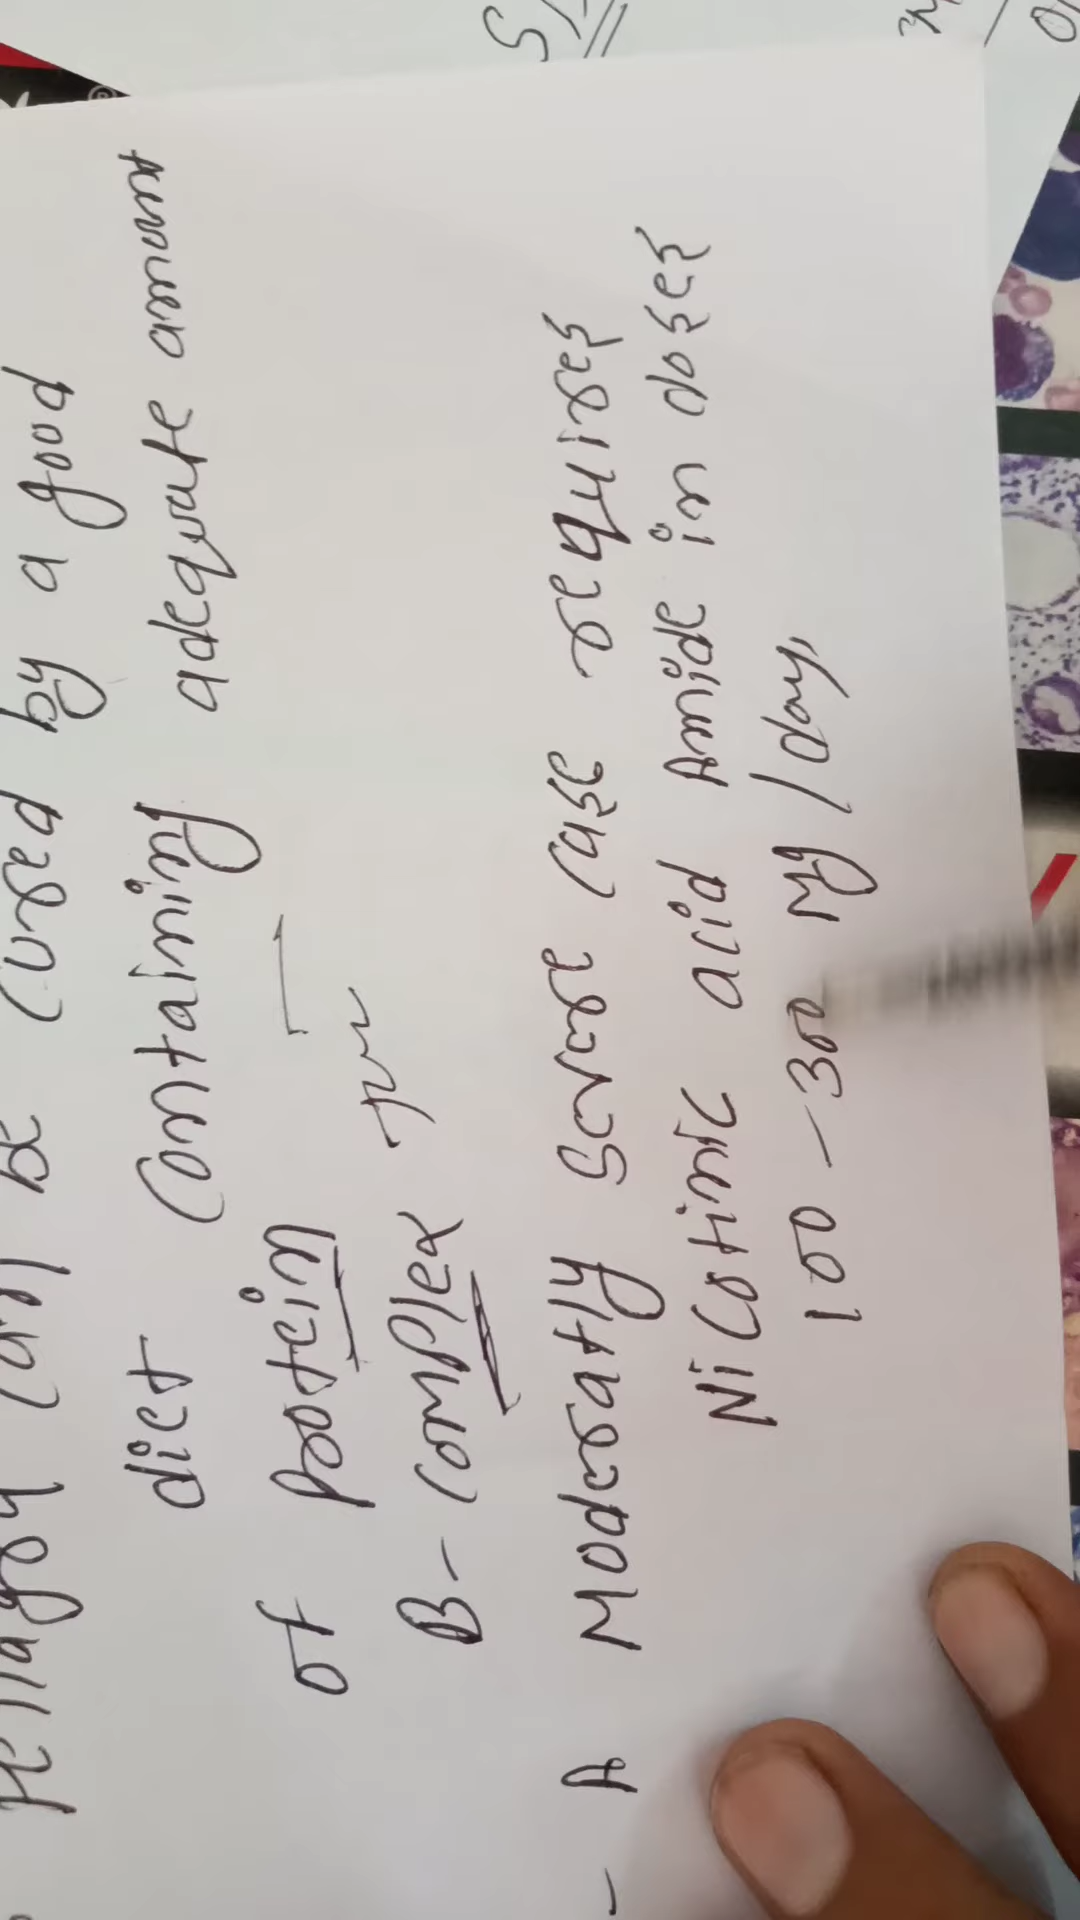 Pellagra can be cured by a good
diet containing adequate amount
of protein
B-complex
- A Moderatly Severe case requires
Nicotinic acid Amide in doses
100-300 mg/day,